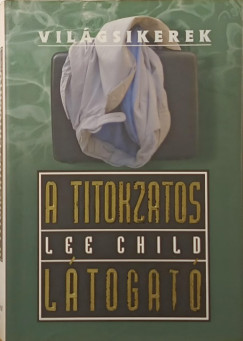 VILÁGSIKEREK
A TITOKZATOS
LEE CHILD
LÁTOGATÓ